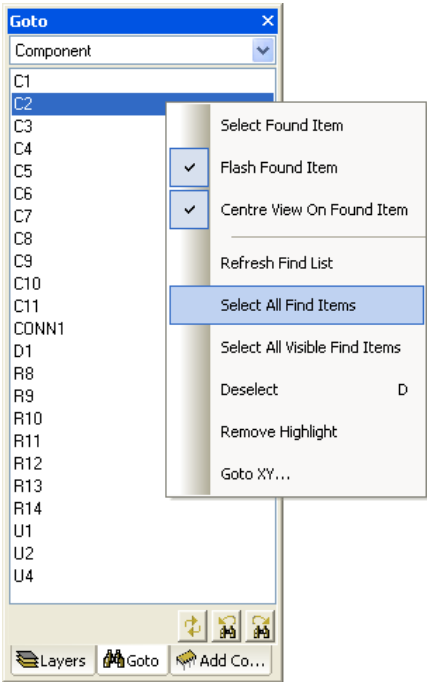 Goto
Component
C1
C2
C3
C4
C5
C6
C7
C8
C9
C10
C11
CONN1
D1
R8
R9
R10
R11
R12
R13
R14
U1
U2
U4
Select Found Item
Flash Found Item
Centre View On Found Item
Refresh Find List
Select All Find Items
Select All Visible Find Items
Deselect D
Remove Highlight
Goto XY...
Layers Goto Add Co...